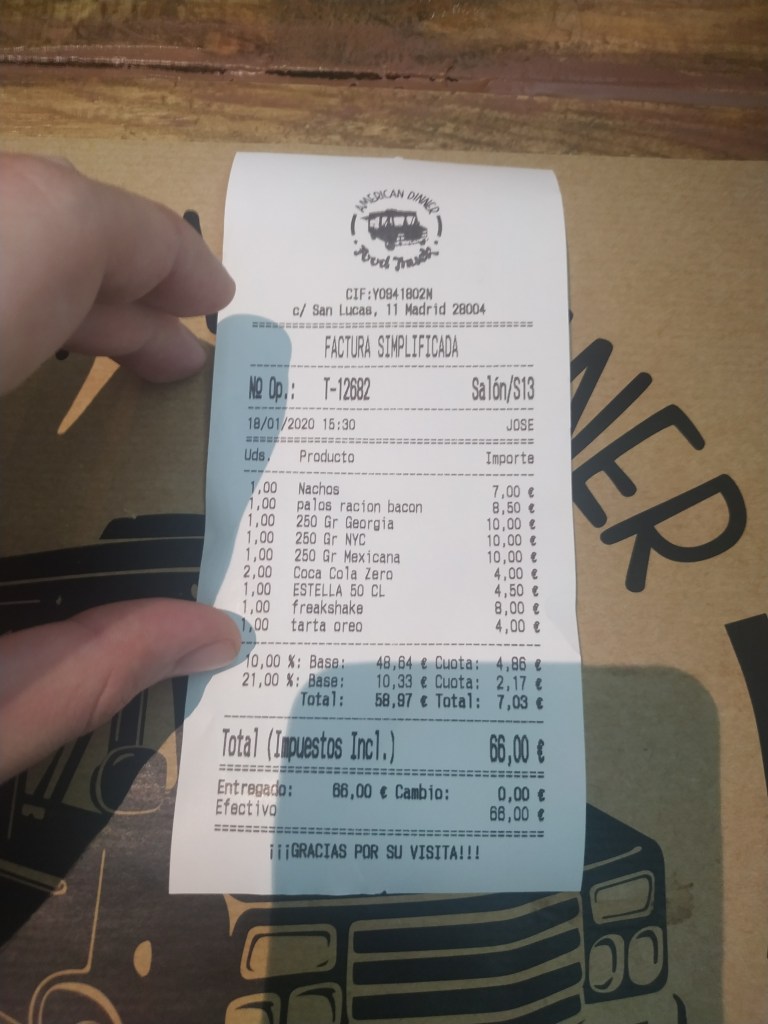 AMERICAN DINNER
Food Truck
CIF:Y0841802N
c/ San Lucas, 11 Madrid 28004
FACTURA SIMPLIFICADA
Nº Op.: T-12682 Salón/S13
18/01/2020 15:30 JOSE
Uds. Producto Importe
1,00 Nachos 7,00 €
1,00 palos racion bacon 8,50 €
1,00 250 Gr Georgia 10,00 €
1,00 250 Gr NYC 10,00 €
1,00 250 Gr Mexicana 10,00 €
2,00 Coca Cola Zero 4,00 €
1,00 ESTELLA 50 CL 4,50 €
1,00 freakshake 8,00 €
1,00 tarta oreo 4,00 €
10,00 %: Base: 48,64 € Cuota: 4,86 €
21,00 %: Base: 10,33 € Cuota: 2,17 €
Total: 58,97 € Total: 7,03 €
Total (Impuestos Incl.) 66,00 €
Entregado: 66,00 € Cambio: 0,00 €
Efectivo 66,00 €
¡¡¡GRACIAS POR SU VISITA!!!
NER